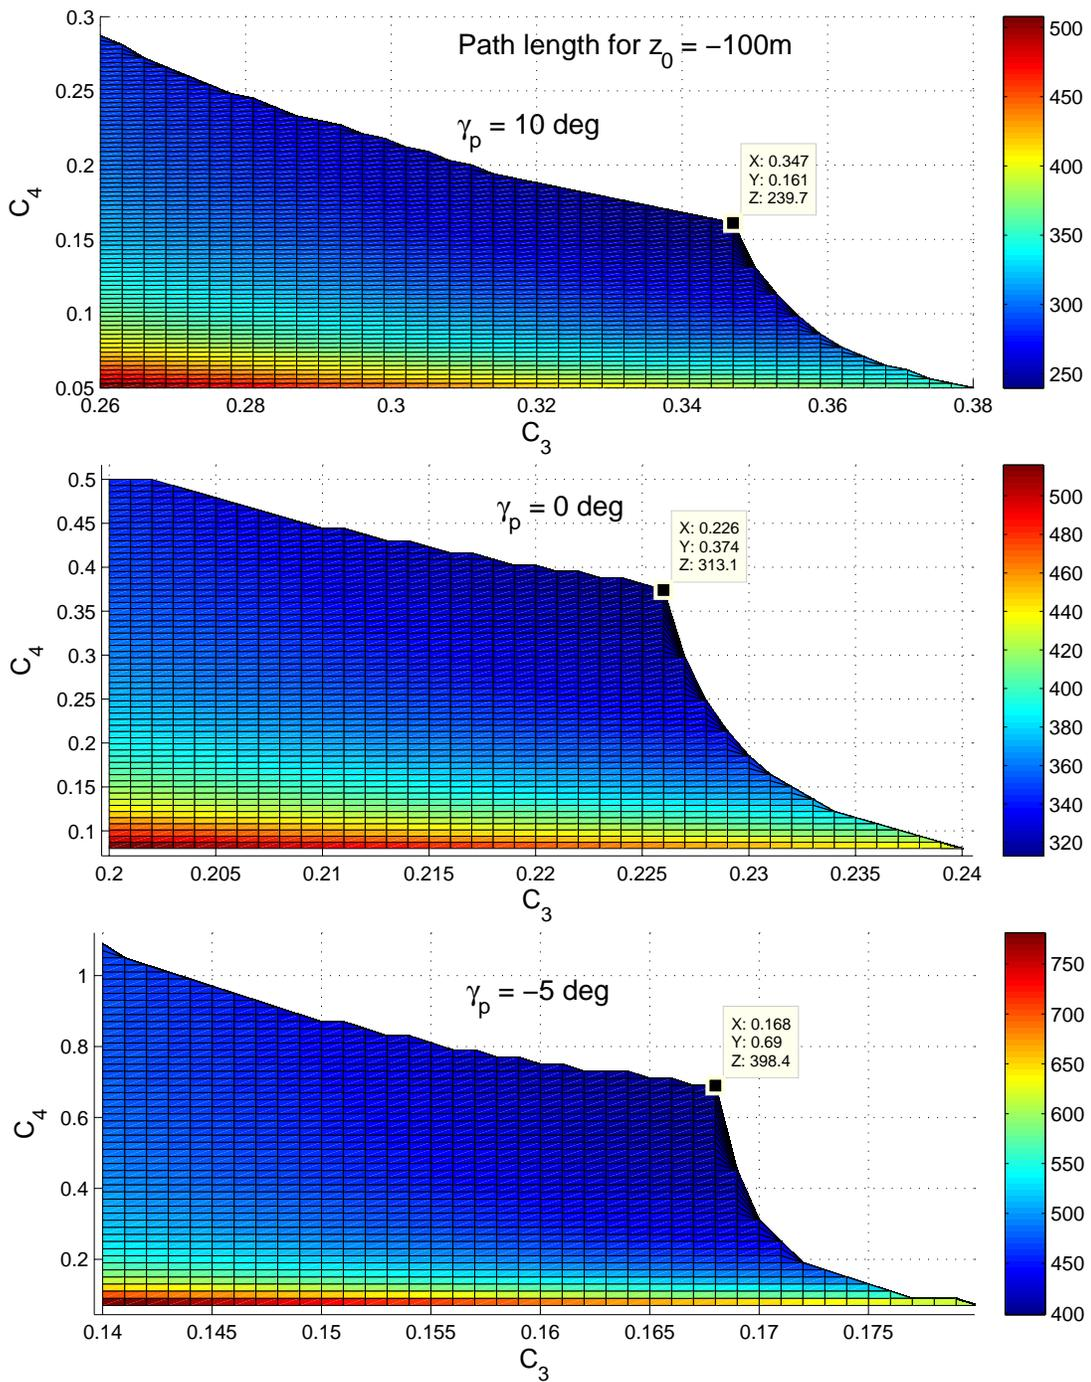 Path length for z0 = −100m
γp = 10 deg
X: 0.347
Y: 0.161
Z: 239.7
0.3
0.25
0.2
0.15
0.1
0.05
C4
0.26 0.28 0.3 0.32 0.34 0.36 0.38
C3
500
450
400
350
300
250
γp = 0 deg
X: 0.226
Y: 0.374
Z: 313.1
0.5
0.45
0.4
0.35
0.3
0.25
0.2
0.15
0.1
C4
0.2 0.205 0.21 0.215 0.22 0.225 0.23 0.235 0.24
C3
500
480
460
440
420
400
380
360
340
320
γp = −5 deg
X: 0.168
Y: 0.69
Z: 398.4
1
0.8
0.6
0.4
0.2
C4
0.14 0.145 0.15 0.155 0.16 0.165 0.17 0.175
C3
750
700
650
600
550
500
450
400